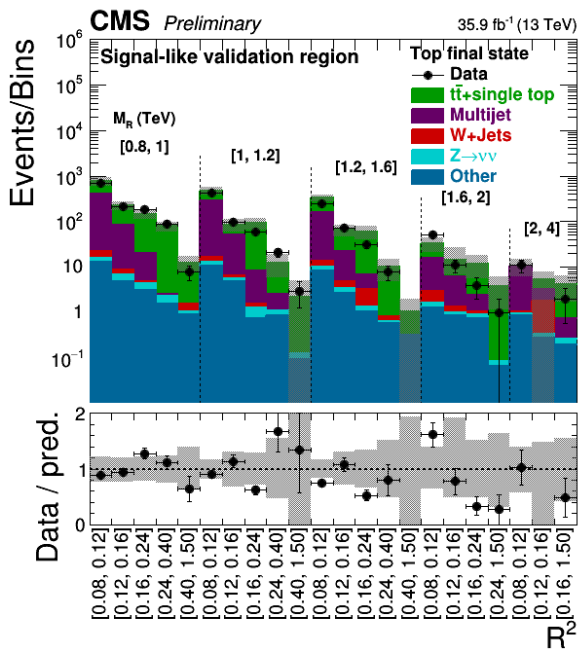 CMS Preliminary 35.9 fb⁻¹ (13 TeV)
Events/Bins
10⁶
10⁵
10⁴
10³
10²
10
1
10⁻¹
Signal-like validation region
Top final state
Data
tt̄+single top
Multijet
W+Jets
Z→νν
Other
M_R (TeV)
[0.8, 1]
[1, 1.2]
[1.2, 1.6]
[1.6, 2]
[2, 4]
Data / pred.
2
1
0
[0.08, 0.12]
[0.12, 0.16]
[0.16, 0.24]
[0.24, 0.40]
[0.40, 1.50]
[0.08, 0.12]
[0.12, 0.16]
[0.16, 0.24]
[0.24, 0.40]
[0.40, 1.50]
[0.08, 0.12]
[0.12, 0.16]
[0.16, 0.24]
[0.24, 0.40]
[0.40, 1.50]
[0.08, 0.12]
[0.12, 0.16]
[0.16, 0.24]
[0.24, 1.50]
[0.08, 0.12]
[0.12, 0.16]
[0.16, 1.50]
R²